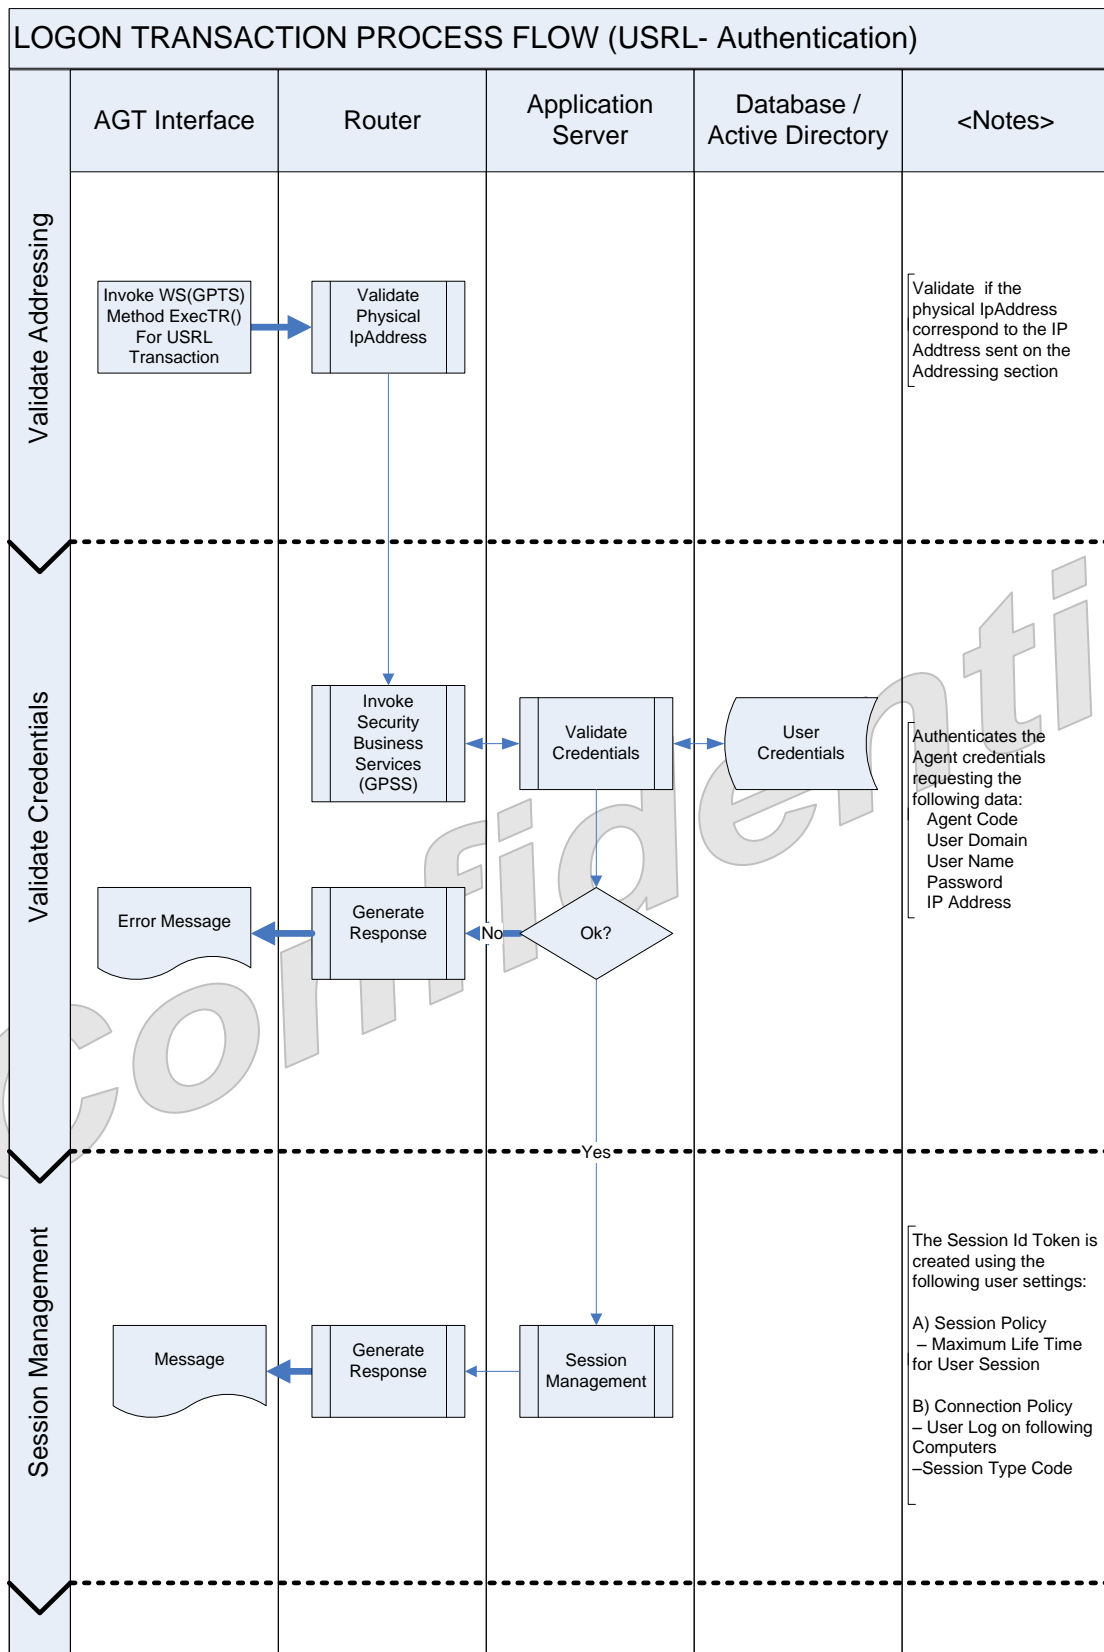 LOGON TRANSACTION PROCESS FLOW (USRL- Authentication)
AGT Interface
Router
Application
Server
Database /
Active Directory
<Notes>
Validate Addressing
Invoke WS(GPTS)
Method ExecTR()
For USRL
Transaction
Validate
Physical
IpAddress
Validate  if the
physical IpAddress
correspond to the IP
Addtress sent on the
Addressing section
Validate Credentials
Invoke
Security
Business
Services
(GPSS)
Validate
Credentials
User
Credentials
Authenticates the
Agent credentials
requesting the
following data:
Agent Code
User Domain
User Name
Password
IP Address
Error Message
Generate
Response
No
Ok?
Confidenti
Yes
Session Management
Message
Generate
Response
Session
Management
The Session Id Token is
created using the
following user settings:
A) Session Policy
– Maximum Life Time
for User Session
B) Connection Policy
– User Log on following
Computers
–Session Type Code